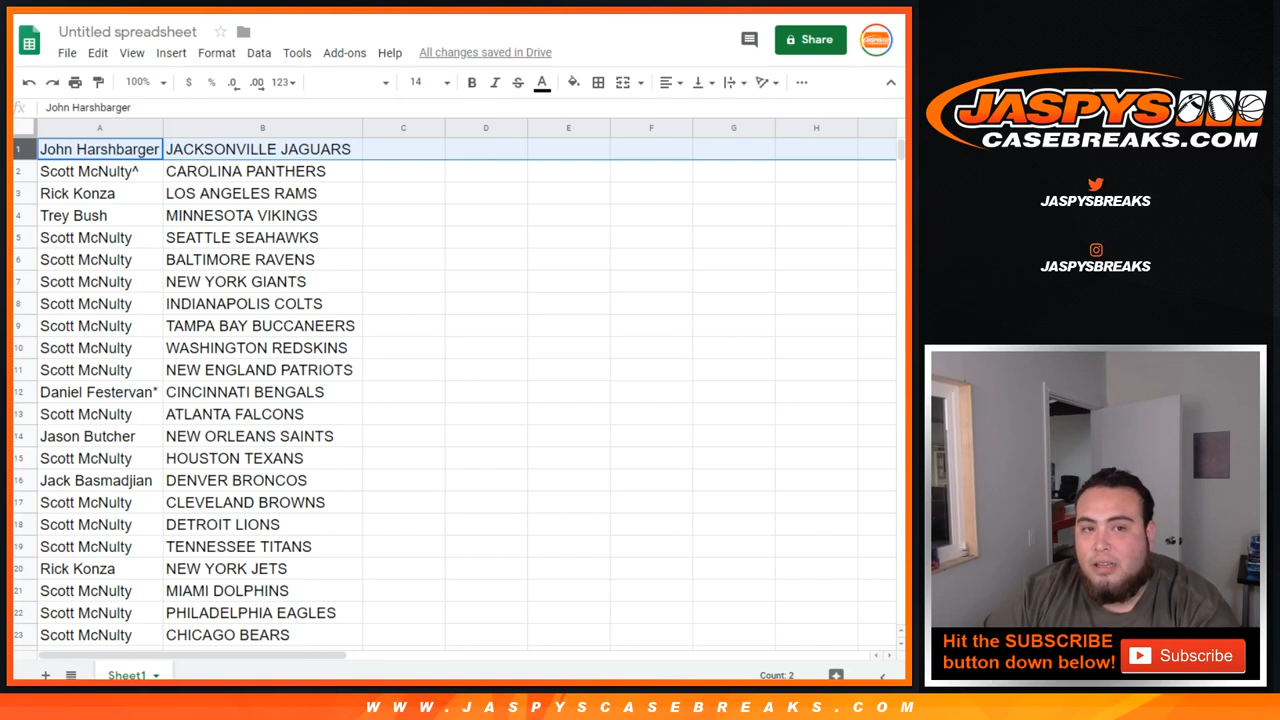 Untitled spreadsheet
File Edit View Insert Format Data Tools Add-ons Help All changes saved in Drive
Share
100% $ % .0 .00 123 14 B I S A
fx John Harshbarger
A B C D E F G H
1 John Harshbarger JACKSONVILLE JAGUARS
2 Scott McNulty^ CAROLINA PANTHERS
3 Rick Konza LOS ANGELES RAMS
4 Trey Bush MINNESOTA VIKINGS
5 Scott McNulty SEATTLE SEAHAWKS
6 Scott McNulty BALTIMORE RAVENS
7 Scott McNulty NEW YORK GIANTS
8 Scott McNulty INDIANAPOLIS COLTS
9 Scott McNulty TAMPA BAY BUCCANEERS
10 Scott McNulty WASHINGTON REDSKINS
11 Scott McNulty NEW ENGLAND PATRIOTS
12 Daniel Festervan* CINCINNATI BENGALS
13 Scott McNulty ATLANTA FALCONS
14 Jason Butcher NEW ORLEANS SAINTS
15 Scott McNulty HOUSTON TEXANS
16 Jack Basmadjian DENVER BRONCOS
17 Scott McNulty CLEVELAND BROWNS
18 Scott McNulty DETROIT LIONS
19 Scott McNulty TENNESSEE TITANS
20 Rick Konza NEW YORK JETS
21 Scott McNulty MIAMI DOLPHINS
22 Scott McNulty PHILADELPHIA EAGLES
23 Scott McNulty CHICAGO BEARS
Sheet1 Count: 2
JASPYS
CASEBREAKS.COM
JASPYSBREAKS
JASPYSBREAKS
Hit the SUBSCRIBE
button down below!
Subscribe
WWW.JASPYSCASEBREAKS.COM